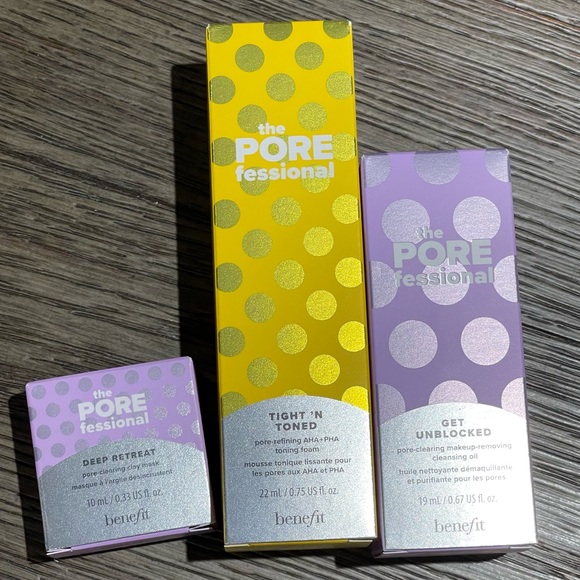 the
PORE
fessional
DEEP RETREAT
pore-clearing clay mask
masque à l'argile désincrustant
10 mL / 0.33 US fl. oz.
benefit
the
PORE
fessional
TIGHT 'N
TONED
pore-refining AHA+PHA
toning foam
mousse tonique lissante pour
les pores aux AHA et PHA
22 mL / 0.75 US fl. oz.
benefit
the
PORE
fessional
GET
UNBLOCKED
pore-clearing makeup-removing
cleansing oil
huile nettoyante démaquillante
et purifiante pour les pores
19 mL / 0.67 US fl. oz.
benefit